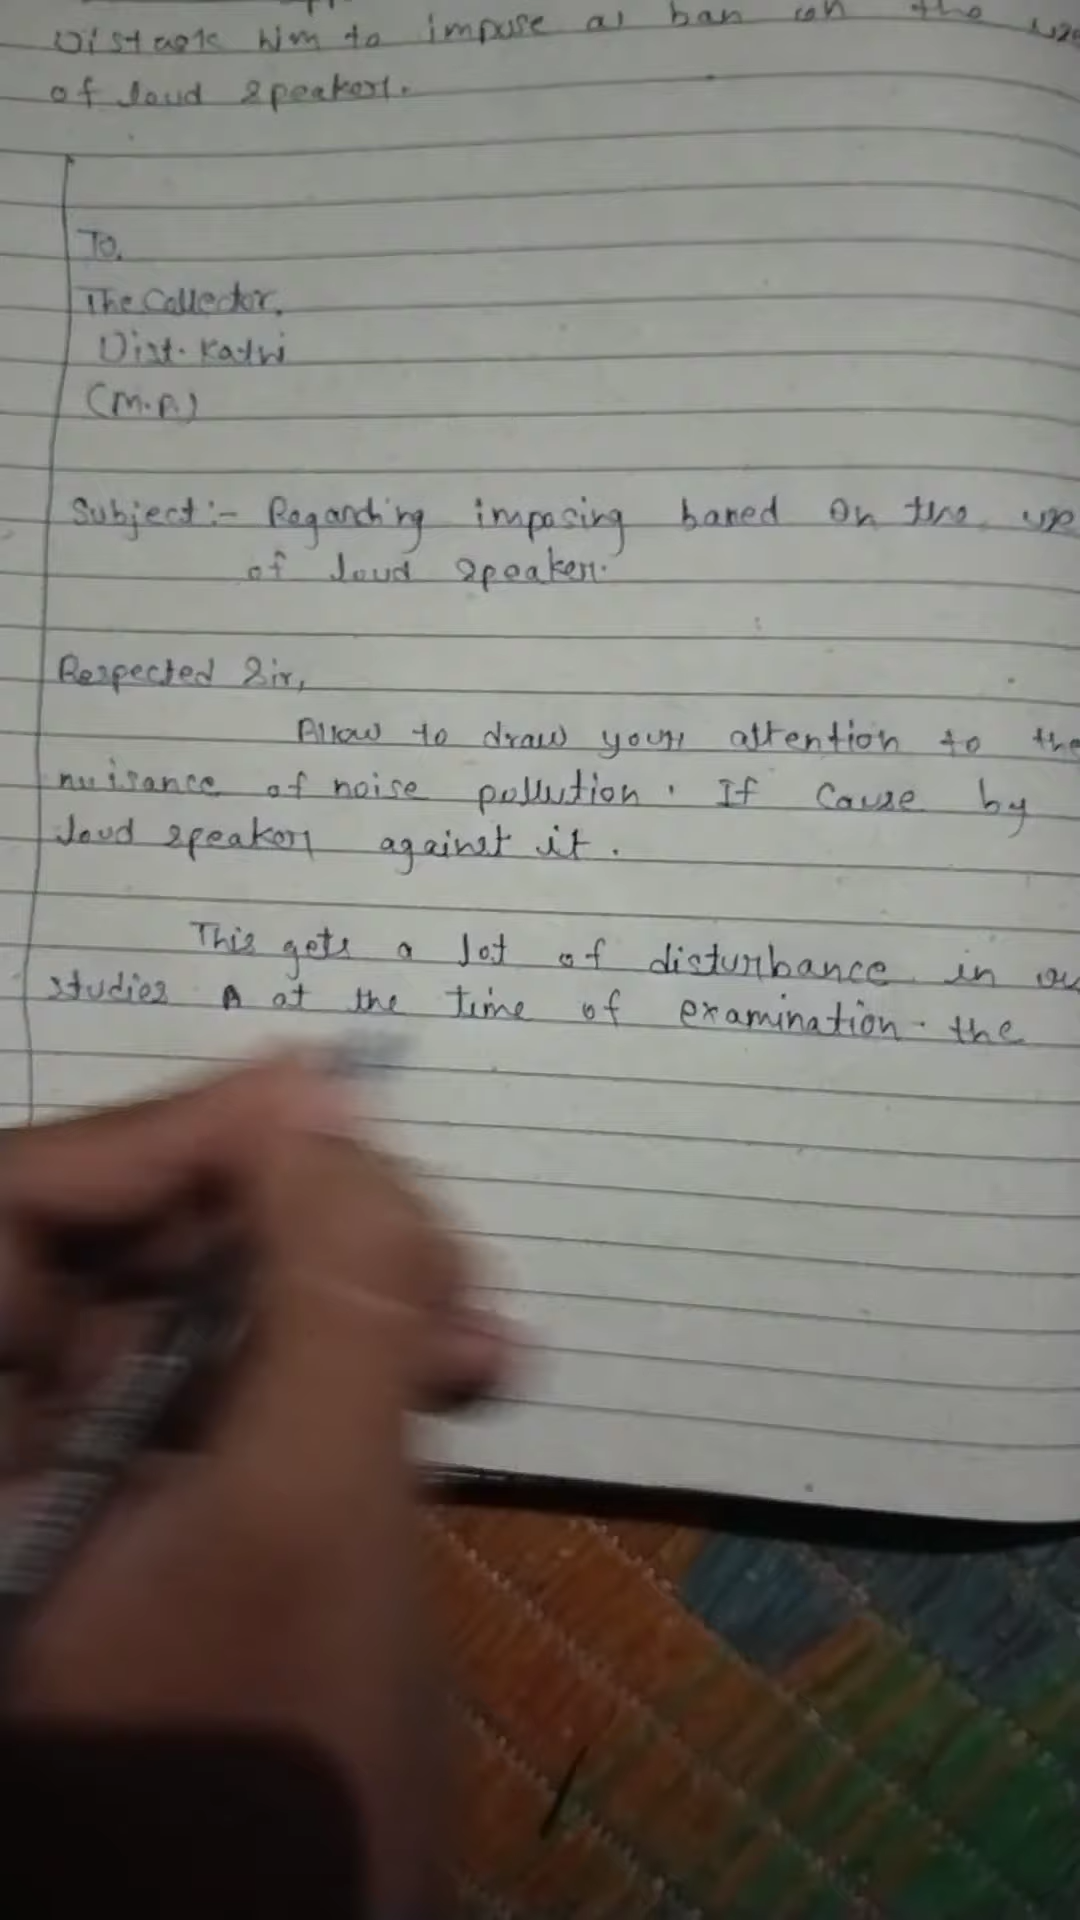 him to impose a ban on the
of loud speaker.
To,
The Collector,
Dist. Katni
(M.P.)
Subject:- Regarding imposing baned on the use
of loud speaker.
Respected Sir,
Allow to draw your attention to the
nuisance of noise pollution. If cause by
loud speaker against it.
This gets a lot of disturbance in
studies at the time of examination. the